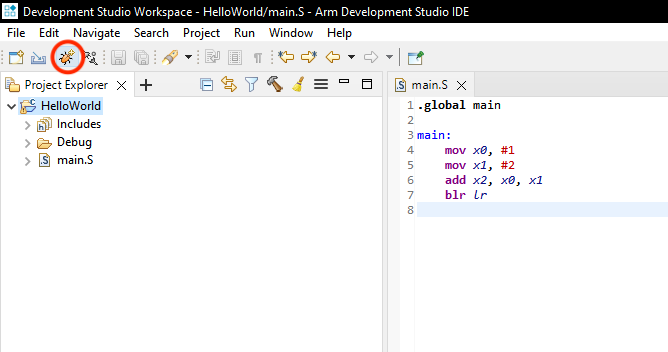 Development Studio Workspace - HelloWorld/main.S - Arm Development Studio IDE
File Edit Navigate Search Project Run Window Help
Project Explorer
HelloWorld
Includes
Debug
main.S
main.S
1 .global main
2
3 main:
4 mov x0, #1
5 mov x1, #2
6 add x2, x0, x1
7 blr lr
8